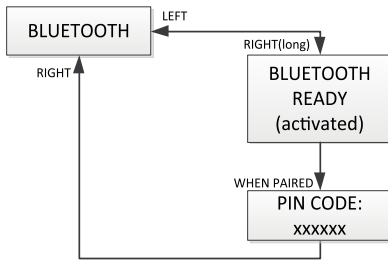 BLUETOOTH
LEFT
RIGHT(long)
RIGHT
BLUETOOTH
READY
(activated)
WHEN PAIRED
PIN CODE:
xxxxxx